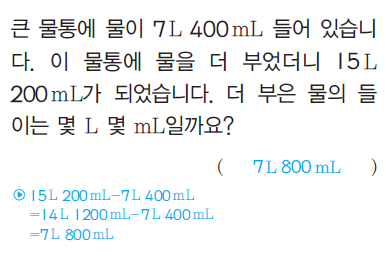 큰 물통에 물이 7 L 400 mL 들어 있습니
다. 이 물통에 물을 더 부었더니 15 L
200 mL가 되었습니다. 더 부은 물의 들
이는 몇 L 몇 mL일까요?
( 7 L 800 mL )
▶ 15 L 200 mL−7 L 400 mL
=14 L 1200 mL−7 L 400 mL
=7 L 800 mL